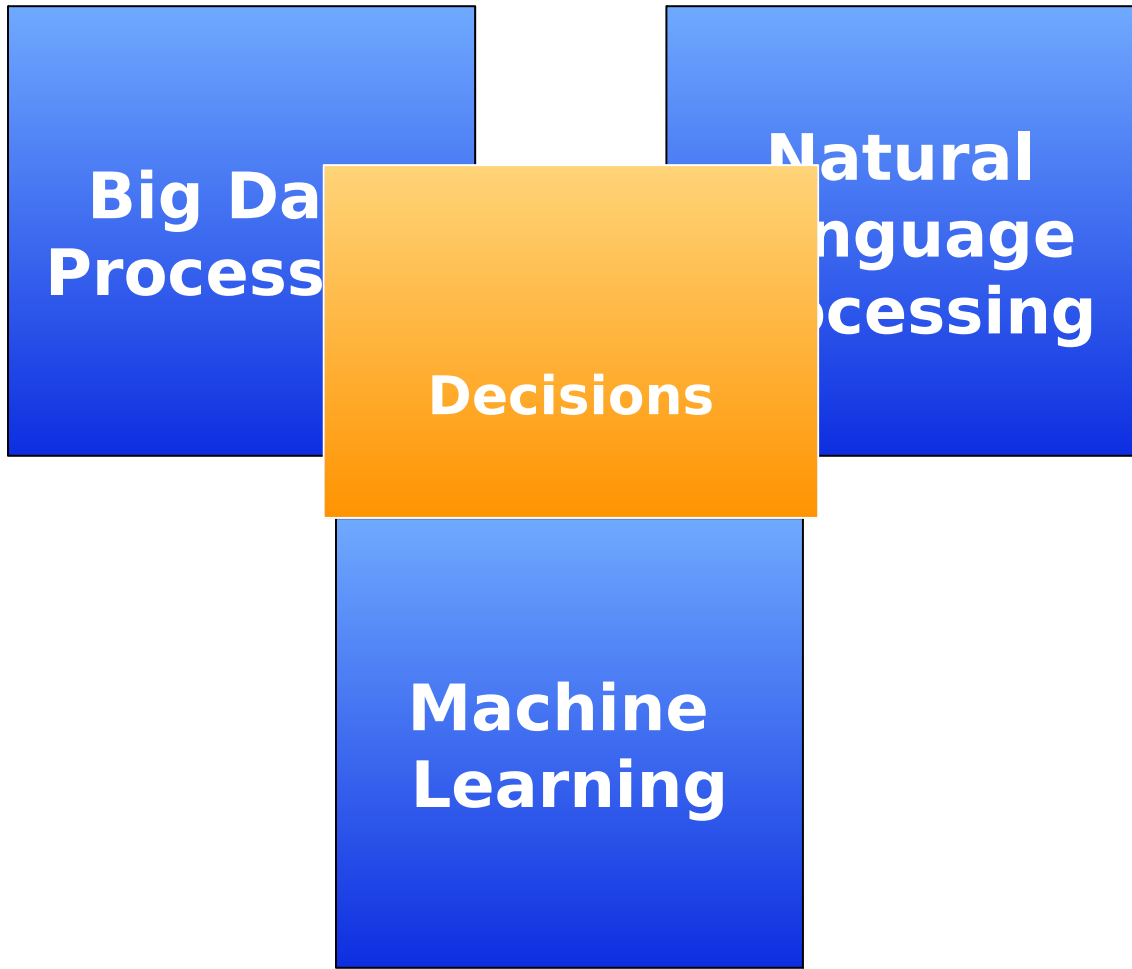 Big Da
Process
Natural
nguage
ocessing
Decisions
Machine
Learning